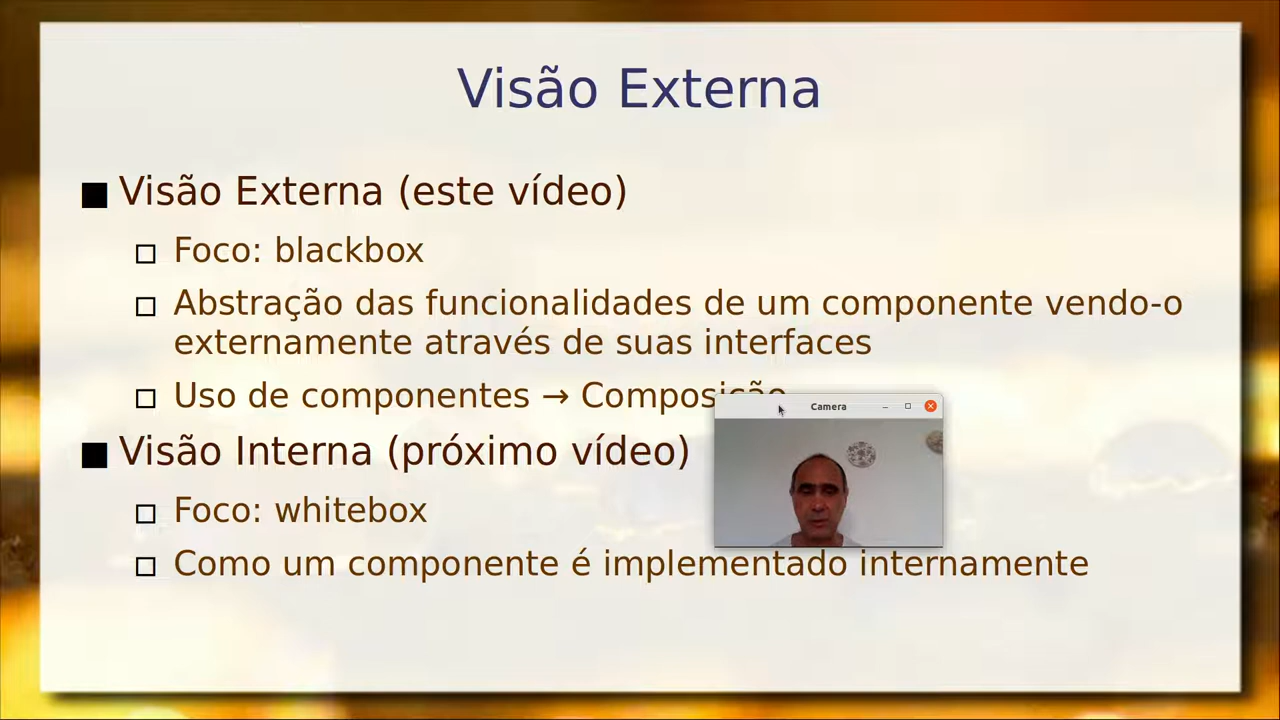 Visão Externa
Visão Externa (este vídeo)
Foco: blackbox
Abstração das funcionalidades de um componente vendo-o
externamente através de suas interfaces
Uso de componentes → Composição
Camera
Visão Interna (próximo vídeo)
Foco: whitebox
Como um componente é implementado internamente